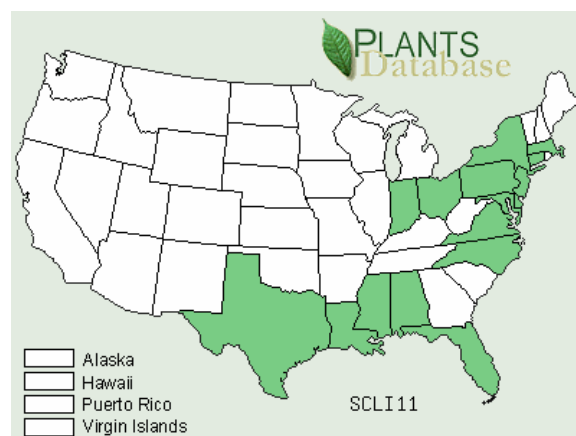 PLANTS
Database
Alaska
Hawaii
Puerto Rico
Virgin Islands
SCLI11